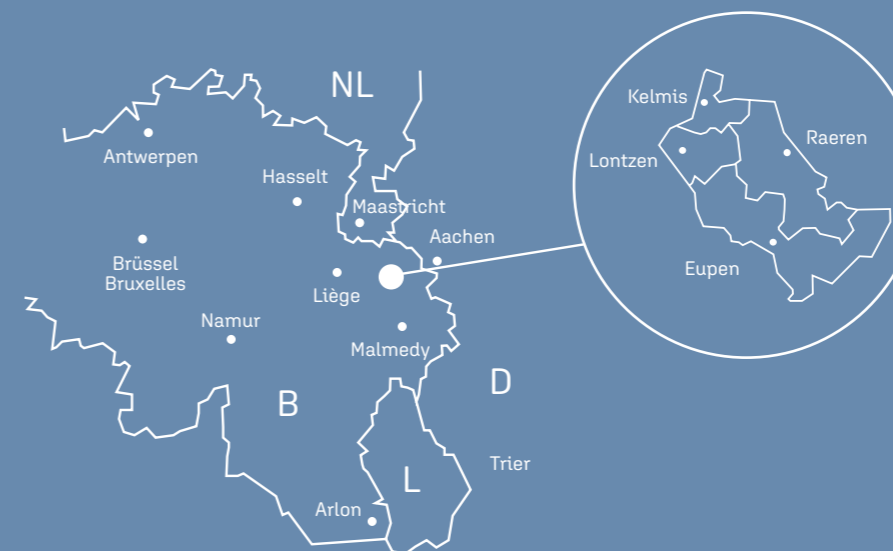 NL
Antwerpen
Hasselt
Maastricht
Aachen
Brüssel
Bruxelles
Liège
Namur
Malmedy
B
D
Trier
L
Arlon
Kelmis
Raeren
Lontzen
Eupen